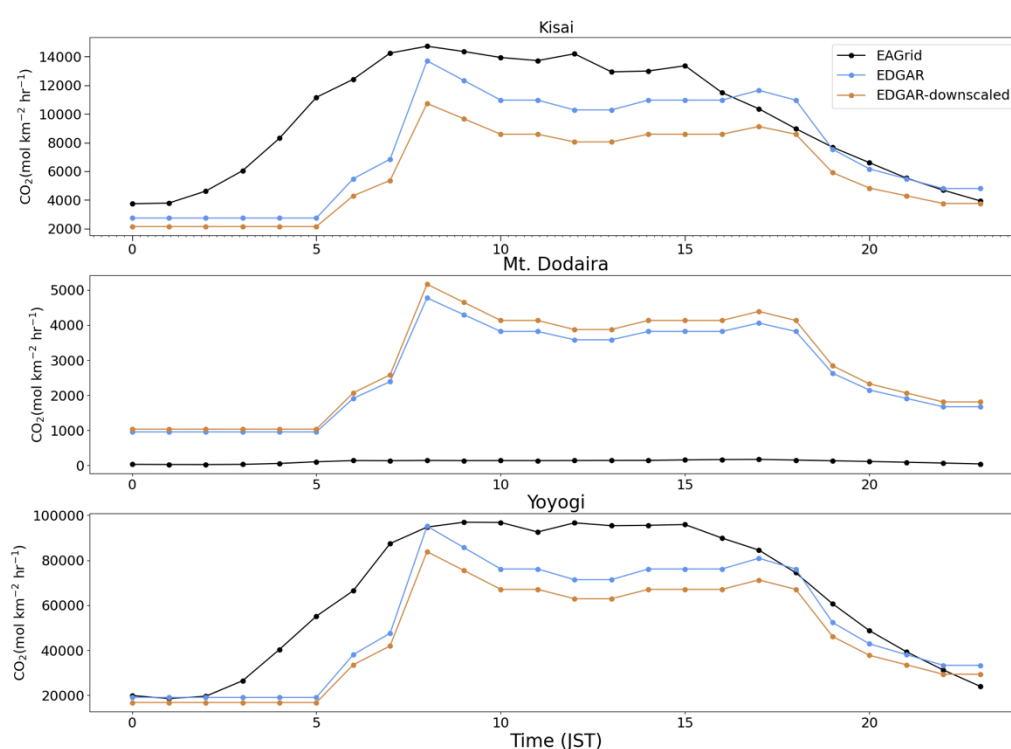 Kisai
CO₂(mol km⁻² hr⁻¹)
14000
12000
10000
8000
6000
4000
2000
EAGrid
EDGAR
EDGAR-downscaled
0 5 10 15 20
Mt. Dodaira
CO₂(mol km⁻² hr⁻¹)
5000
4000
3000
2000
1000
0
0 5 10 15 20
Yoyogi
CO₂(mol km⁻² hr⁻¹)
100000
80000
60000
40000
20000
0 5 10 15 20
Time (JST)